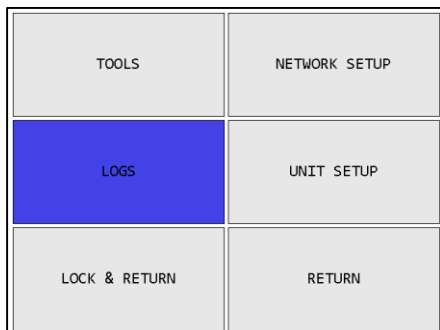 TOOLS
NETWORK SETUP
LOGS
UNIT SETUP
LOCK & RETURN
RETURN